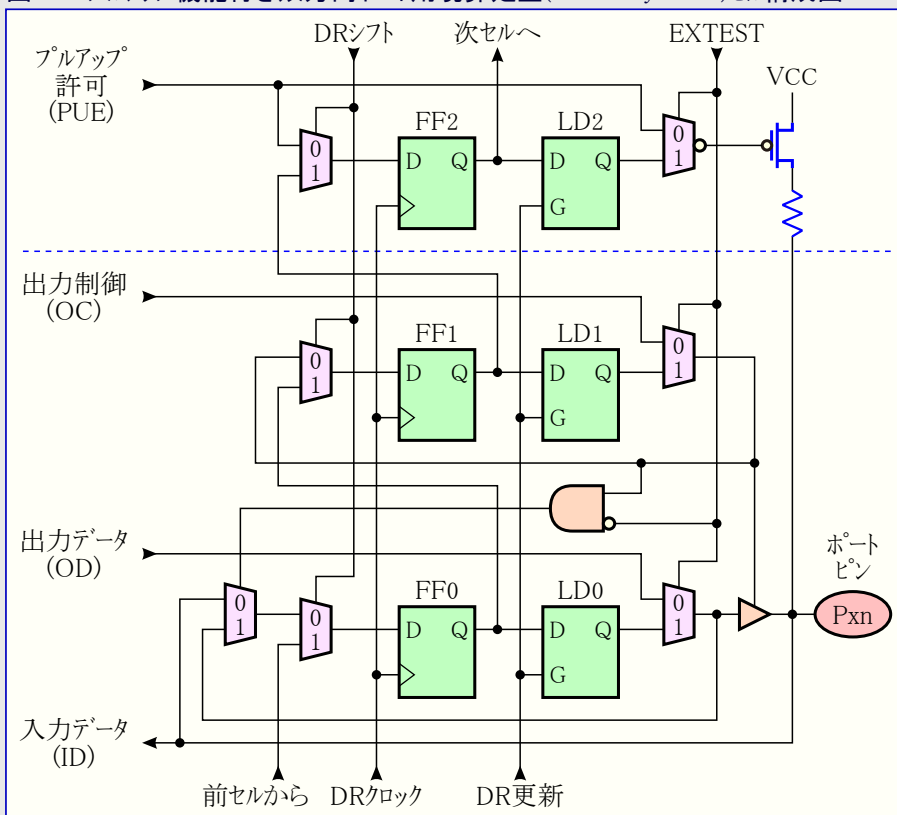 DRシフト 次セルへ EXTEST
プルアップ
許可
(PUE)
VCC
FF2 LD2
0
1
D Q
D Q
G
0
1
出力制御
(OC)
FF1 LD1
0
1
D Q
D Q
G
0
1
出力データ
(OD)
ポート
ピン
FF0 LD0
0
1
0
1
D Q
D Q
G
0
1
Pxn
入力データ
(ID)
前セルから DRクロック DR更新